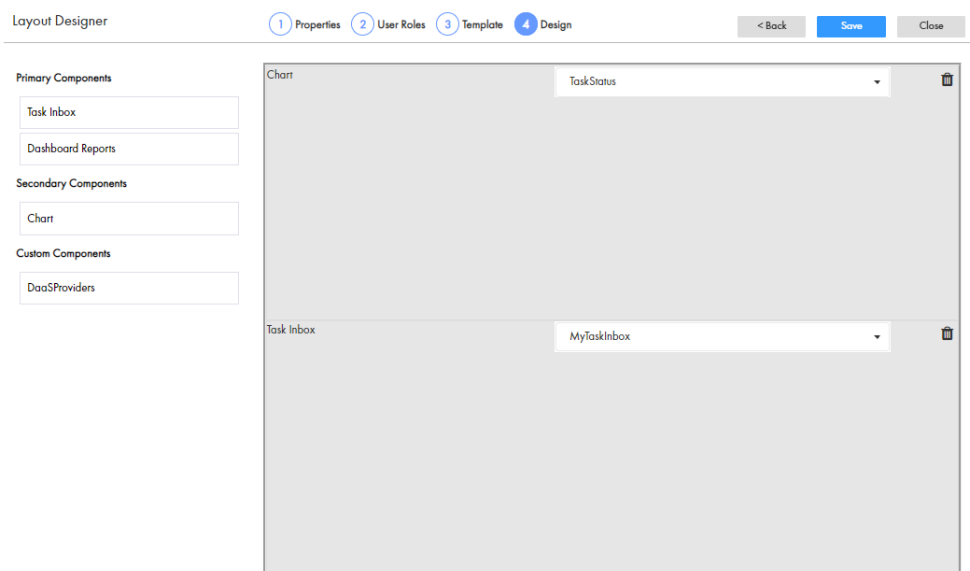 Layout Designer
1 Properties 2 User Roles 3 Template 4 Design
< Back Save Close
Primary Components
Task Inbox
Dashboard Reports
Secondary Components
Chart
Custom Components
DaaSProviders
Chart
TaskStatus
Task Inbox
MyTaskInbox